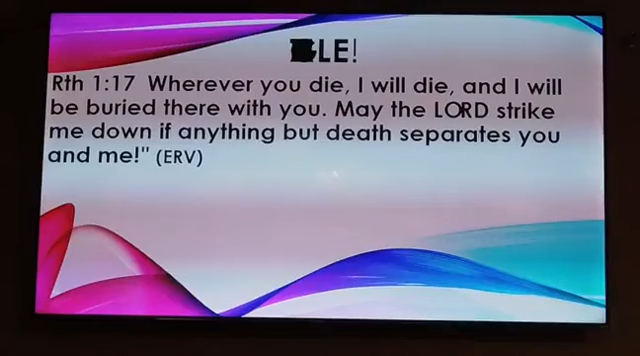 LE!
Rth 1:17 Wherever you die, I will die, and I will
be buried there with you. May the LORD strike
me down if anything but death separates you
and me!" (ERV)